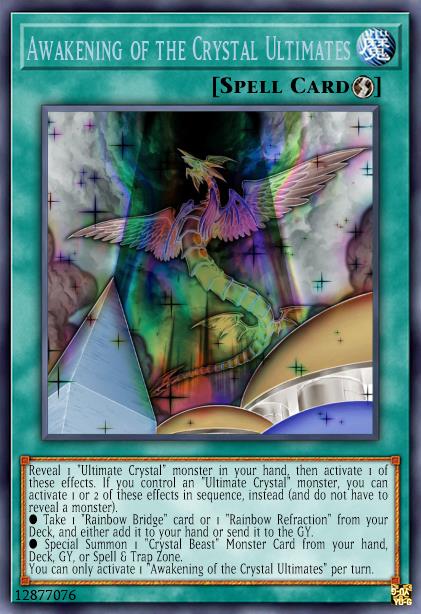 AWAKENING OF THE CRYSTAL ULTIMATES 魔
[SPELL CARD]
Reveal 1 "Ultimate Crystal" monster in your hand, then activate 1 of
these effects. If you control an "Ultimate Crystal" monster, you can
activate 1 or 2 of these effects in sequence, instead (and do not have to
reveal a monster).
● Take 1 "Rainbow Bridge" card or 1 "Rainbow Refraction" from your
Deck, and either add it to your hand or send it to the GY.
● Special Summon 1 "Crystal Beast" Monster Card from your hand,
Deck, GY, or Spell & Trap Zone.
You can only activate 1 "Awakening of the Crystal Ultimates" per turn.
12877076